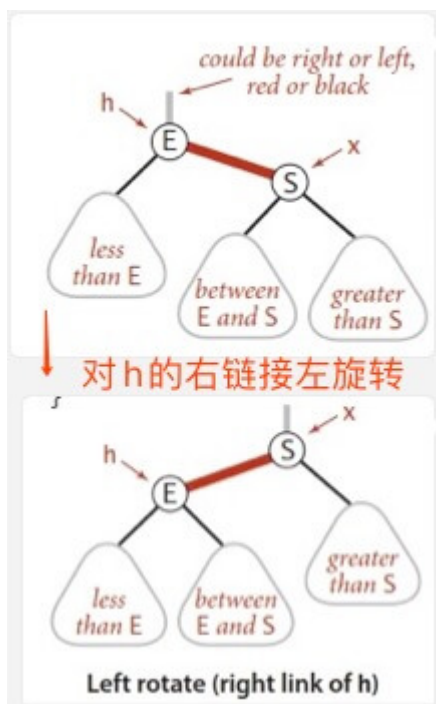 could be right or left,
red or black
h
E
x
S
less
than E
between
E and S
greater
than S
对h的右链接左旋转
}
x
S
h
E
greater
than S
less
than E
between
E and S
Left rotate (right link of h)